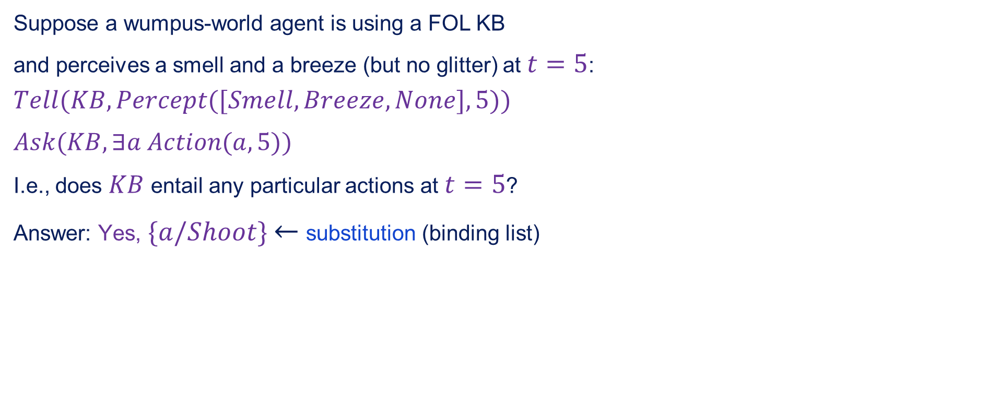 Suppose a wumpus-world agent is using a FOL KB
and perceives a smell and a breeze (but no glitter) at t = 5:
Tell(KB, Percept([Smell, Breeze, None], 5))
Ask(KB, ∃a Action(a, 5))
I.e., does KB entail any particular actions at t = 5?
Answer: Yes, {a/Shoot} ← substitution (binding list)